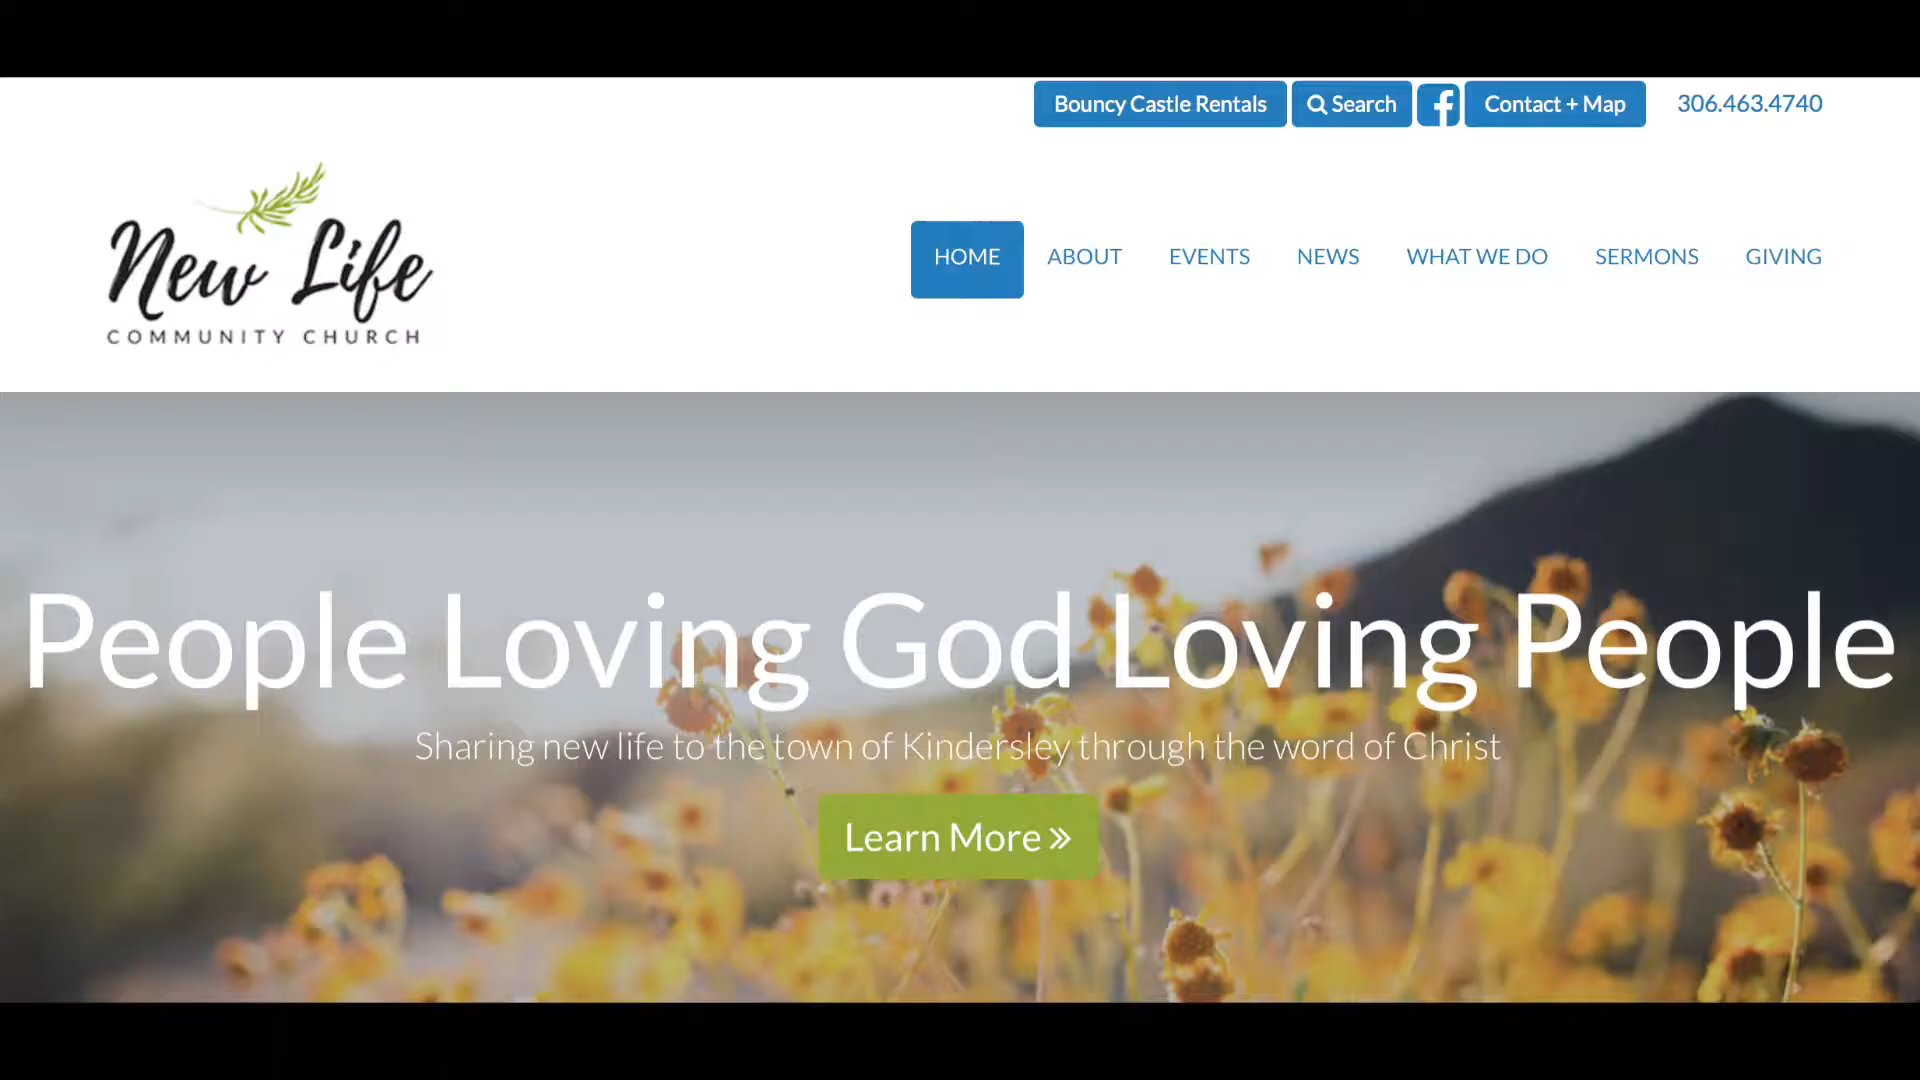 Bouncy Castle Rentals Search Contact + Map 306.463.4740
New Life
COMMUNITY CHURCH
HOME ABOUT EVENTS NEWS WHAT WE DO SERMONS GIVING
People Loving God Loving People
Sharing new life to the town of Kindersley through the word of Christ
Learn More »